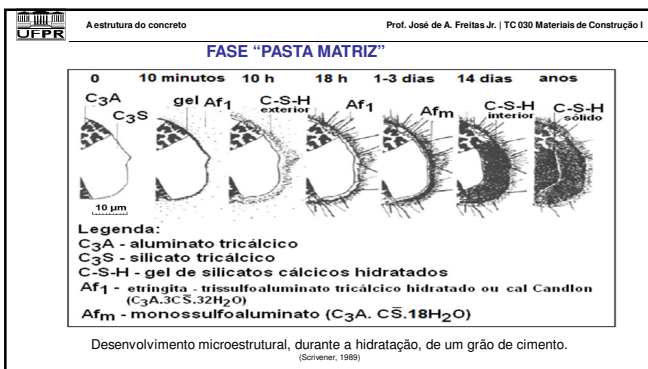 UFPR
A estrutura do concreto
Prof. José de A. Freitas Jr. | TC 030 Materiais de Construção I
FASE “PASTA MATRIZ”
0 10 minutos 10 h 18 h 1-3 dias 14 dias anos
C₃A
C₃S
gel Af₁
C-S-H
exterior
Af₁
Afₘ
C-S-H
interior
C-S-H
sólido
10 µm
Legenda:
C₃A - aluminato tricálcico
C₃S - silicato tricálcico
C-S-H - gel de silicatos cálcicos hidratados
Af₁ - etringita - trissulfoaluminato tricálcico hidratado ou cal Candlon
(C₃A.3CS̅.32H₂O)
Afₘ - monossulfoaluminato (C₃A. CS̅.18H₂O)
Desenvolvimento microestrutural, durante a hidratação, de um grão de cimento.
(Scrivener, 1989)